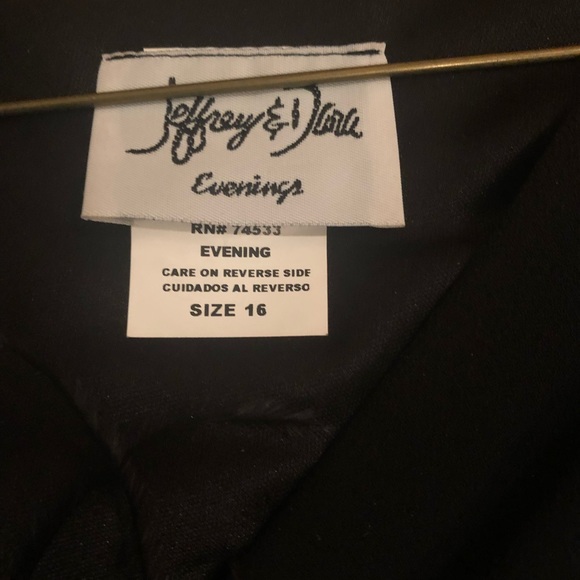 Jeffrey & Dara
Evenings
RN# 74533
EVENING
CARE ON REVERSE SIDE
CUIDADOS AL REVERSO
SIZE 16